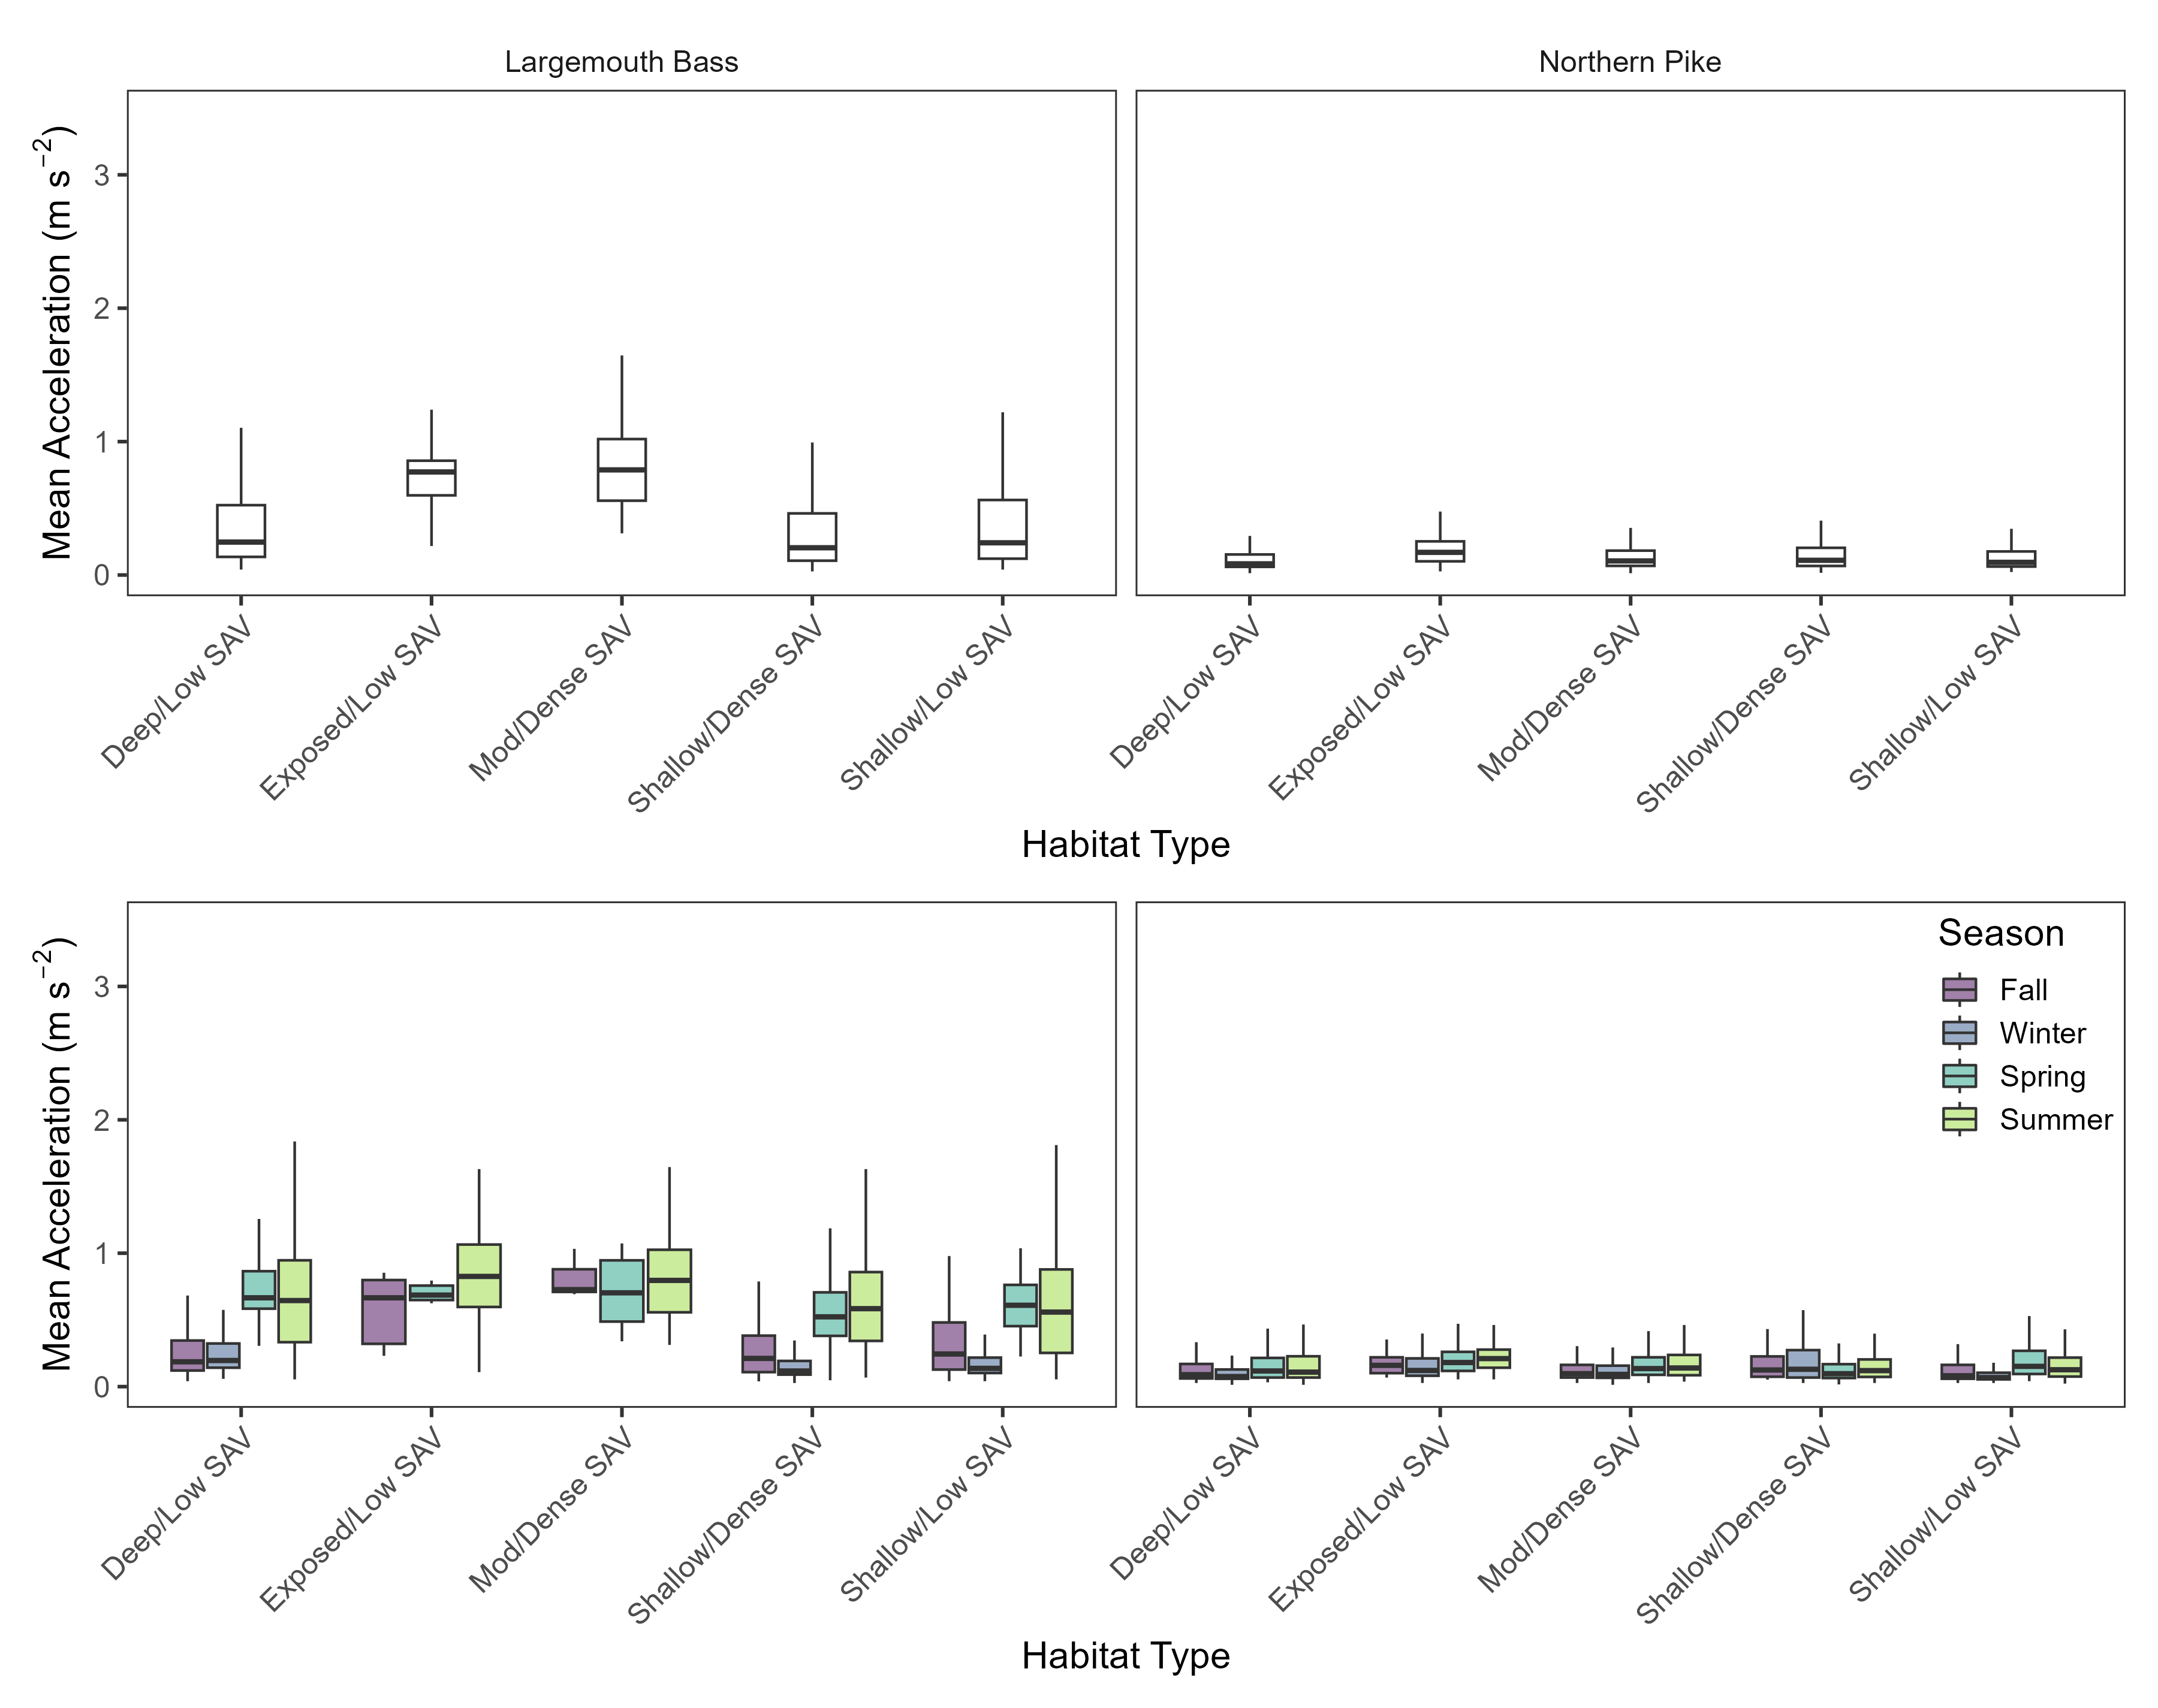 Largemouth Bass
Northern Pike
Mean Acceleration (m s⁻²)
3
2
1
0
Deep/Low SAV
Exposed/Low SAV
Mod/Dense SAV
Shallow/Dense SAV
Shallow/Low SAV
Deep/Low SAV
Exposed/Low SAV
Mod/Dense SAV
Shallow/Dense SAV
Shallow/Low SAV
Habitat Type
Mean Acceleration (m s⁻²)
3
2
1
0
Season
Fall
Winter
Spring
Summer
Deep/Low SAV
Exposed/Low SAV
Mod/Dense SAV
Shallow/Dense SAV
Shallow/Low SAV
Deep/Low SAV
Exposed/Low SAV
Mod/Dense SAV
Shallow/Dense SAV
Shallow/Low SAV
Habitat Type